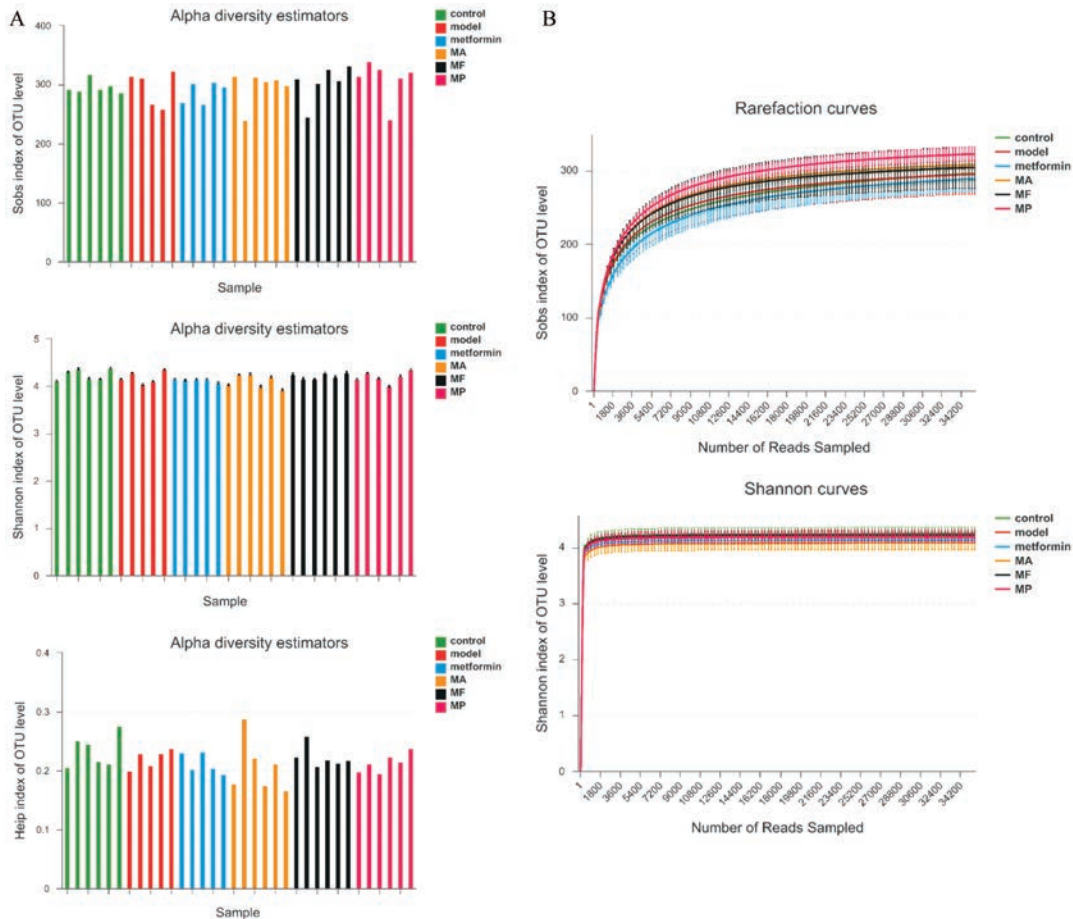 A
Alpha diversity estimators
Sobs index of OTU level
400
300
200
100
0
Sample
control
model
metformin
MA
MF
MP
Alpha diversity estimators
Shannon index of OTU level
5
4
3
2
1
0
Sample
control
model
metformin
MA
MF
MP
Alpha diversity estimators
Heip index of OTU level
0.4
0.3
0.2
0.1
0
Sample
control
model
metformin
MA
MF
MP
B
Rarefaction curves
Sobs index of OTU level
300
200
100
0
1 1800 3600 5400 7200 9000 10800 12600 14400 16200 18000 19800 21600 23400 25200 27000 28800 30600 32400 34200
Number of Reads Sampled
control
model
metformin
MA
MF
MP
Shannon curves
Shannon index of OTU level
4
3
2
1
0
1 1800 3600 5400 7200 9000 10800 12600 14400 16200 18000 19800 21600 23400 25200 27000 28800 30600 32400 34200
Number of Reads Sampled
control
model
metformin
MA
MF
MP